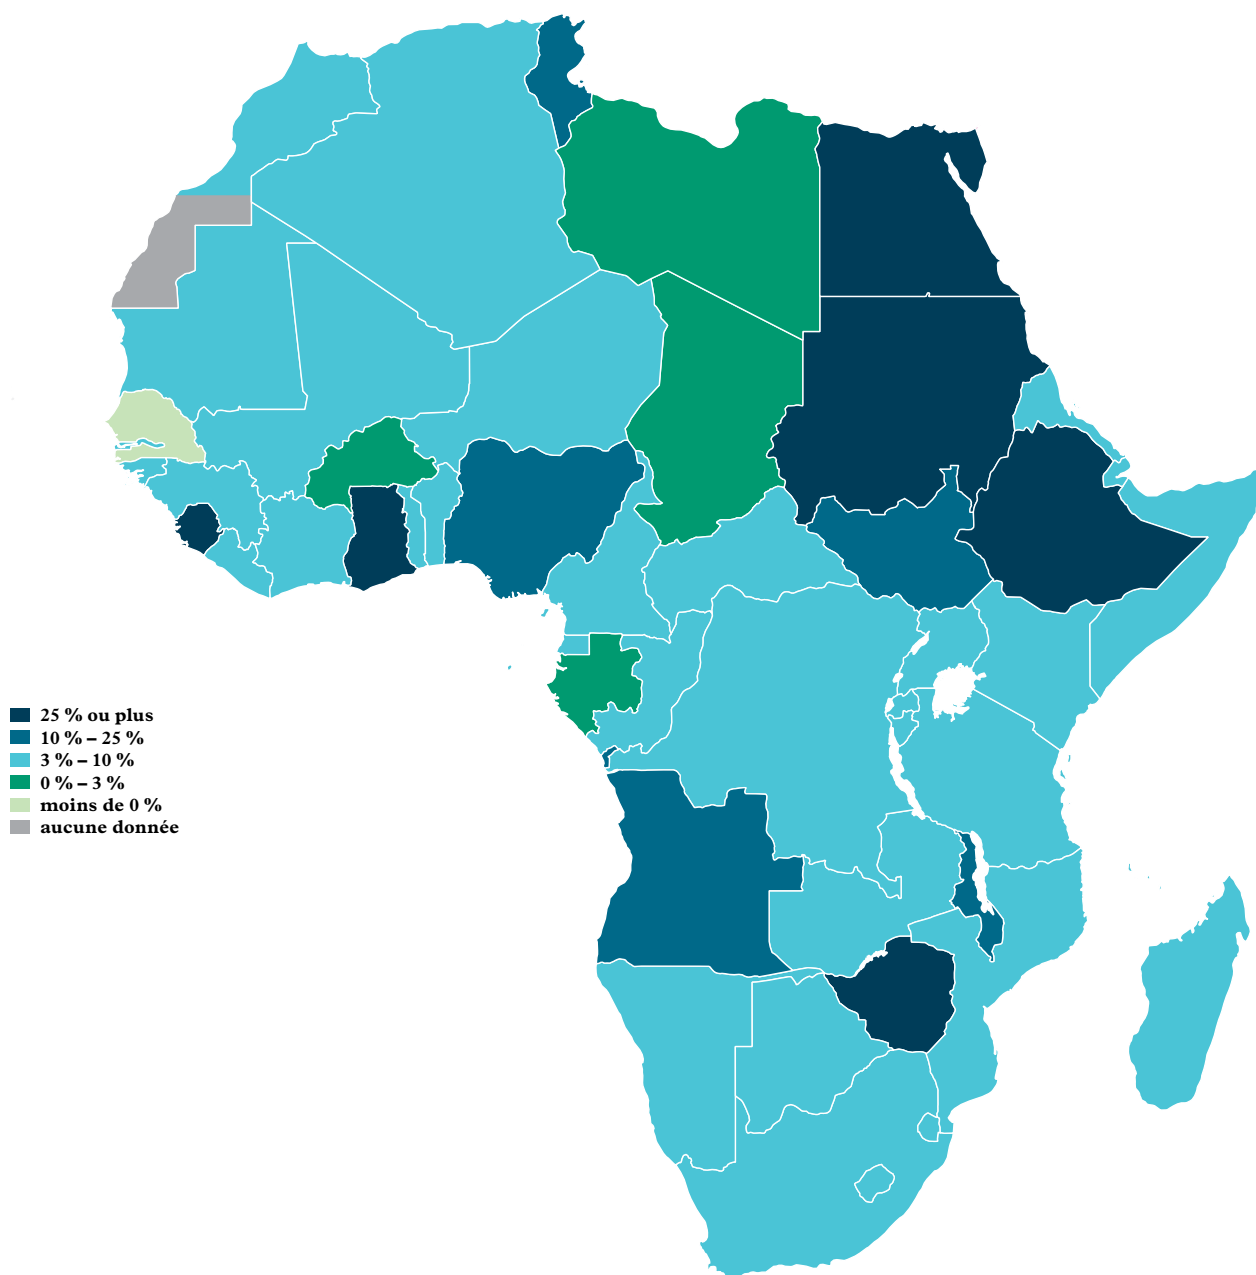 25 % ou plus
10 % – 25 %
3 % – 10 %
0 % – 3 %
moins de 0 %
aucune donnée